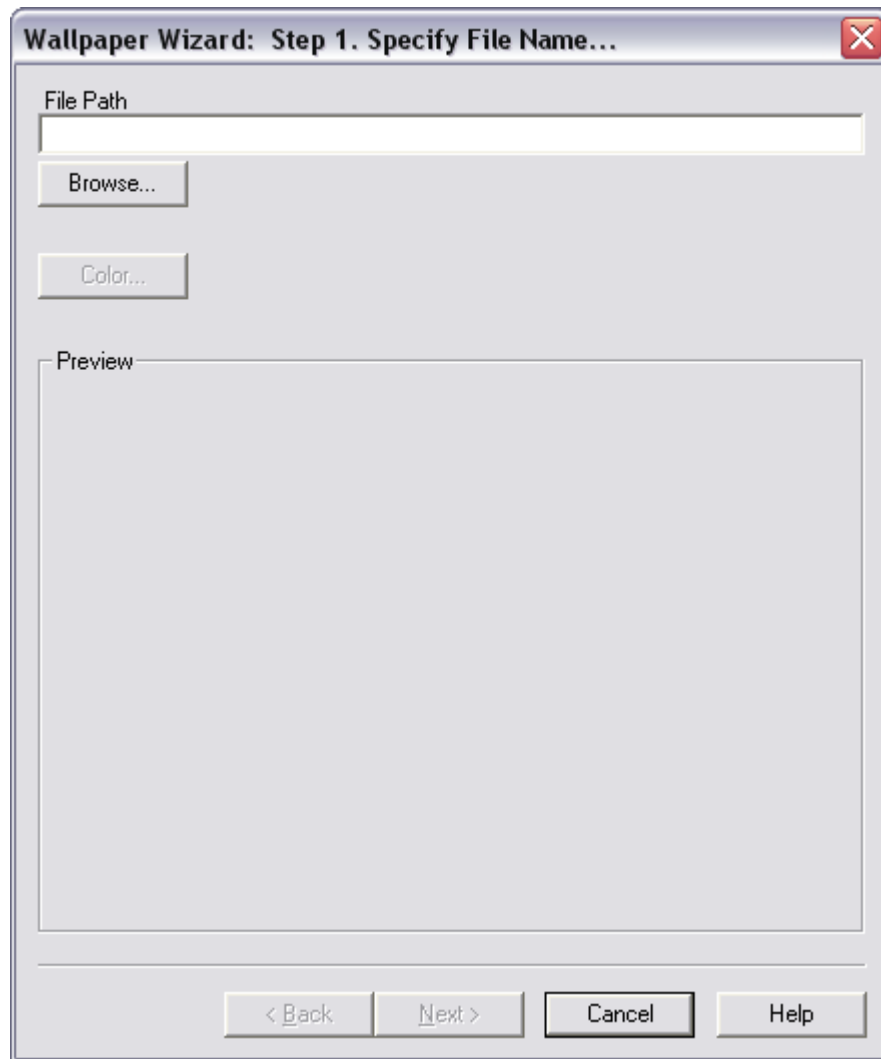 Wallpaper Wizard: Step 1. Specify File Name...
File Path
Browse...
Color...
Preview
< Back Next > Cancel Help